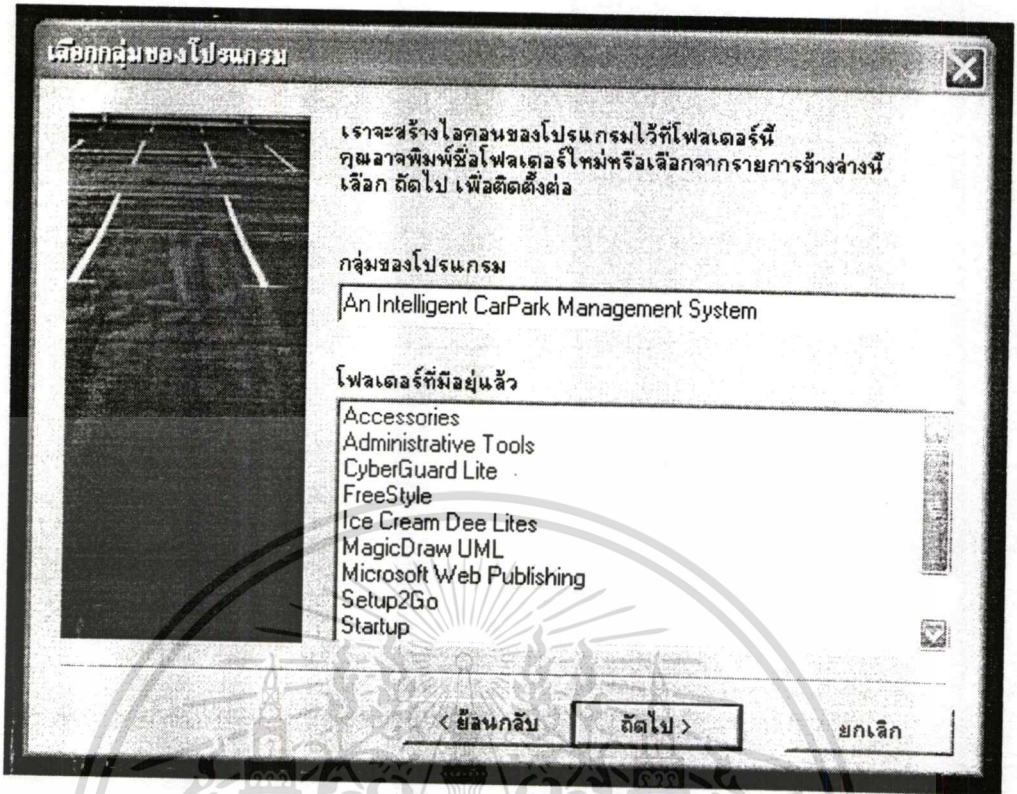 เลือกกลุ่มของโปรแกรม
เราจะสร้างไอคอนของโปรแกรมไว้ที่โฟลเดอร์นี้
คุณอาจพิมพ์ชื่อโฟลเดอร์ใหม่หรือเลือกจากรายการข้างล่างนี้
เลือก ถัดไป เพื่อติดตั้งต่อ
กลุ่มของโปรแกรม
An Intelligent CarPark Management System
โฟลเดอร์ที่มีอยู่แล้ว
Accessories
Administrative Tools
CyberGuard Lite
FreeStyle
Ice Cream Dee Lites
MagicDraw UML
Microsoft Web Publishing
Setup2Go
Startup
< ย้อนกลับ
ถัดไป >
ยกเลิก